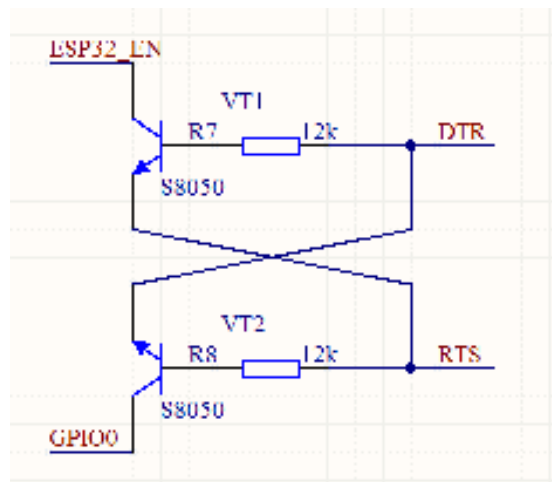 ESP32_EN
VT1
R7 12k DTR
S8050
VT2
R8 12k RTS
S8050
GPIO0